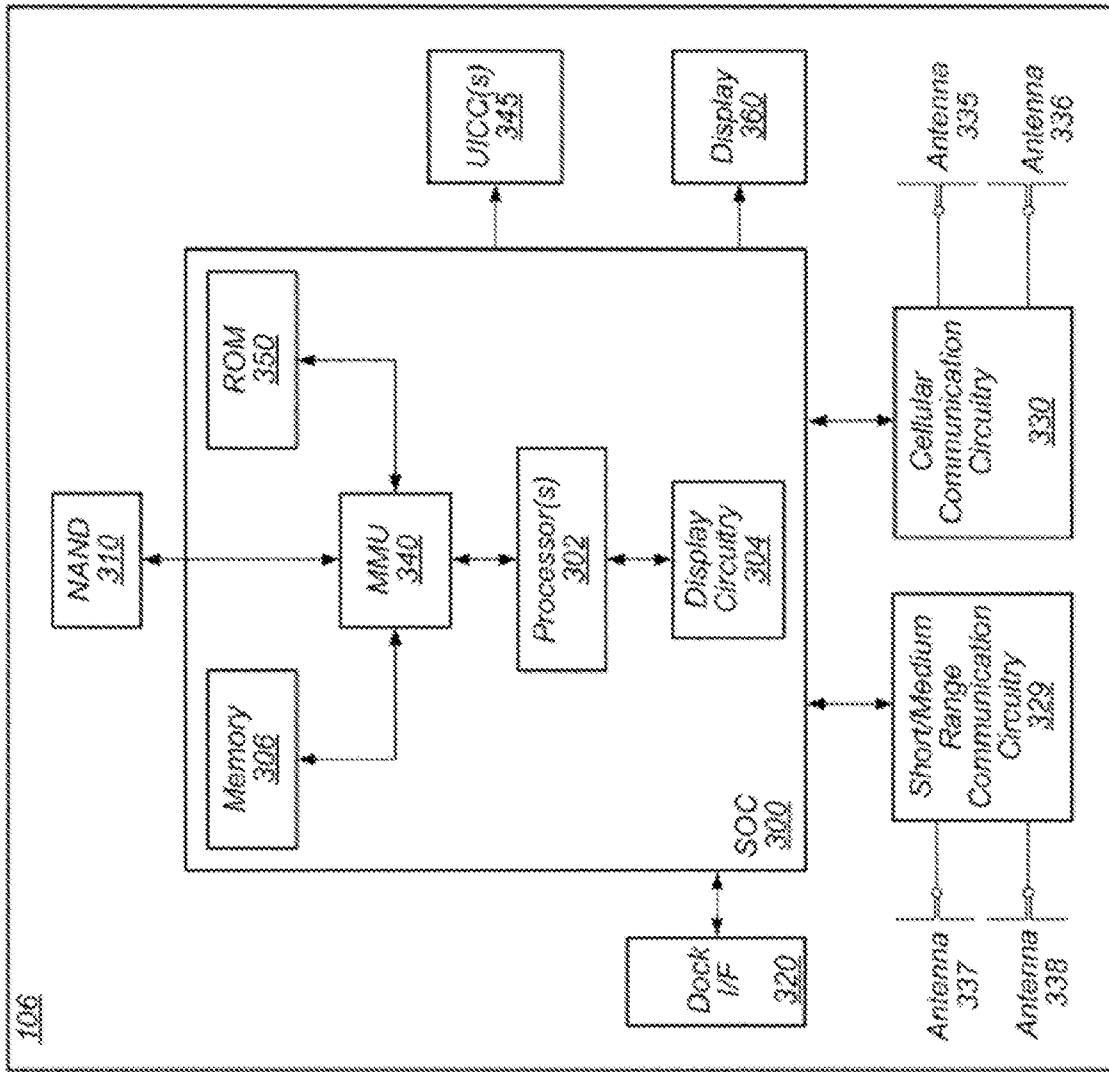 106
NAND
310
Memory
306
ROM
350
MMU
340
Processor(s)
302
Display
Circuitry
304
SOC
300
UICC(s)
345
Display
360
Dock
I/F
320
Short/Medium
Range
Communication
Circuitry
329
Cellular
Communication
Circuitry
330
Antenna
337
Antenna
338
Antenna
335
Antenna
336